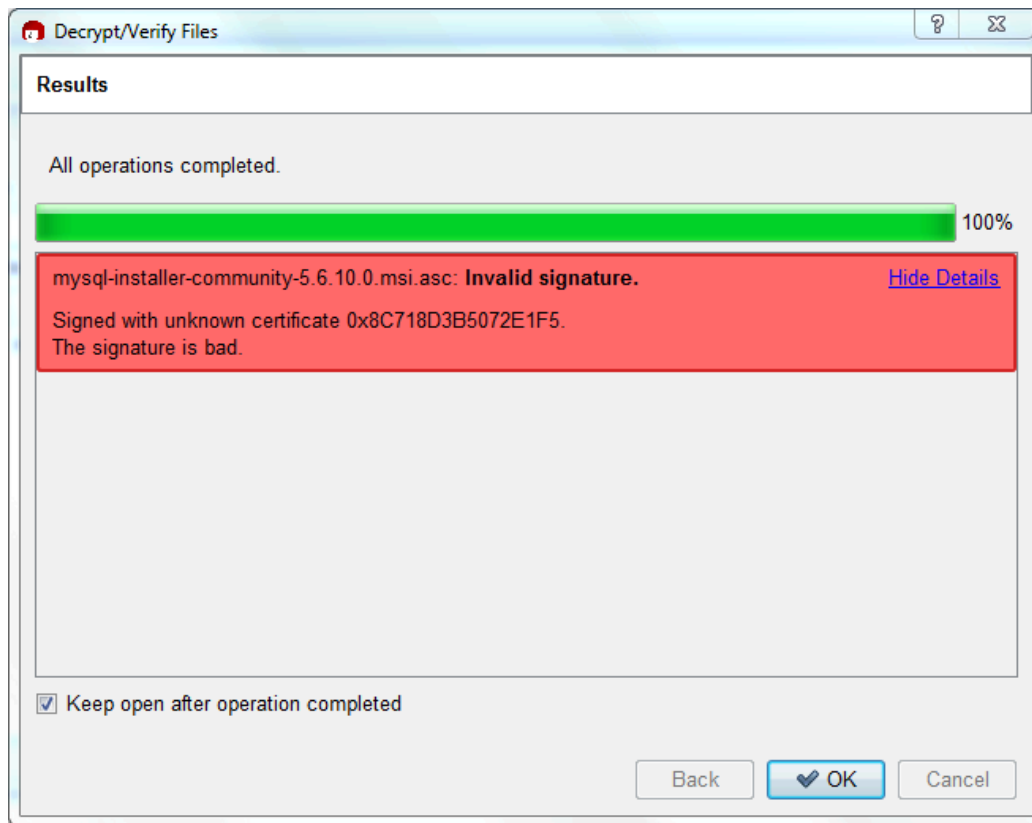 Decrypt/Verify Files
Results
All operations completed.
100%
mysql-installer-community-5.6.10.0.msi.asc: Invalid signature. Hide Details
Signed with unknown certificate 0x8C718D3B5072E1F5.
The signature is bad.
Keep open after operation completed
Back OK Cancel